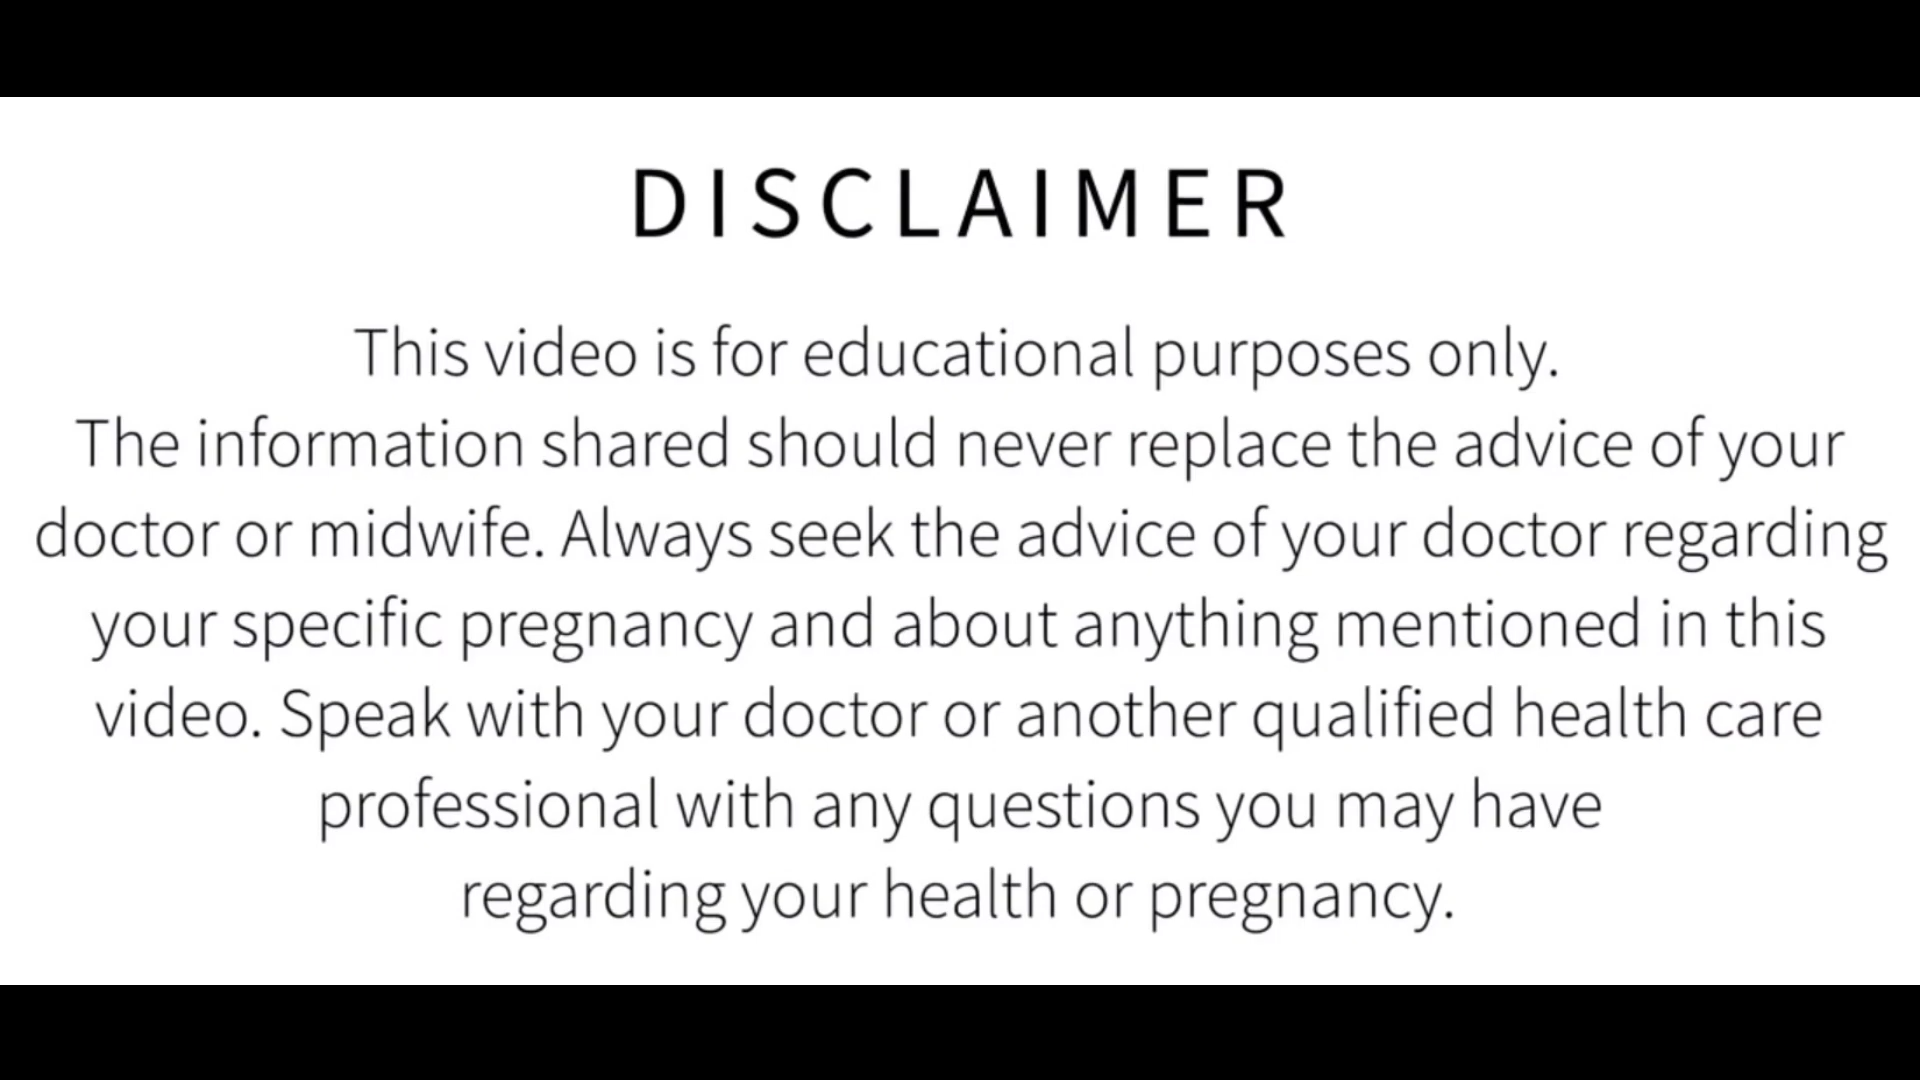 DISCLAIMER
This video is for educational purposes only.
The information shared should never replace the advice of your
doctor or midwife. Always seek the advice of your doctor regarding
your specific pregnancy and about anything mentioned in this
video. Speak with your doctor or another qualified health care
professional with any questions you may have
regarding your health or pregnancy.